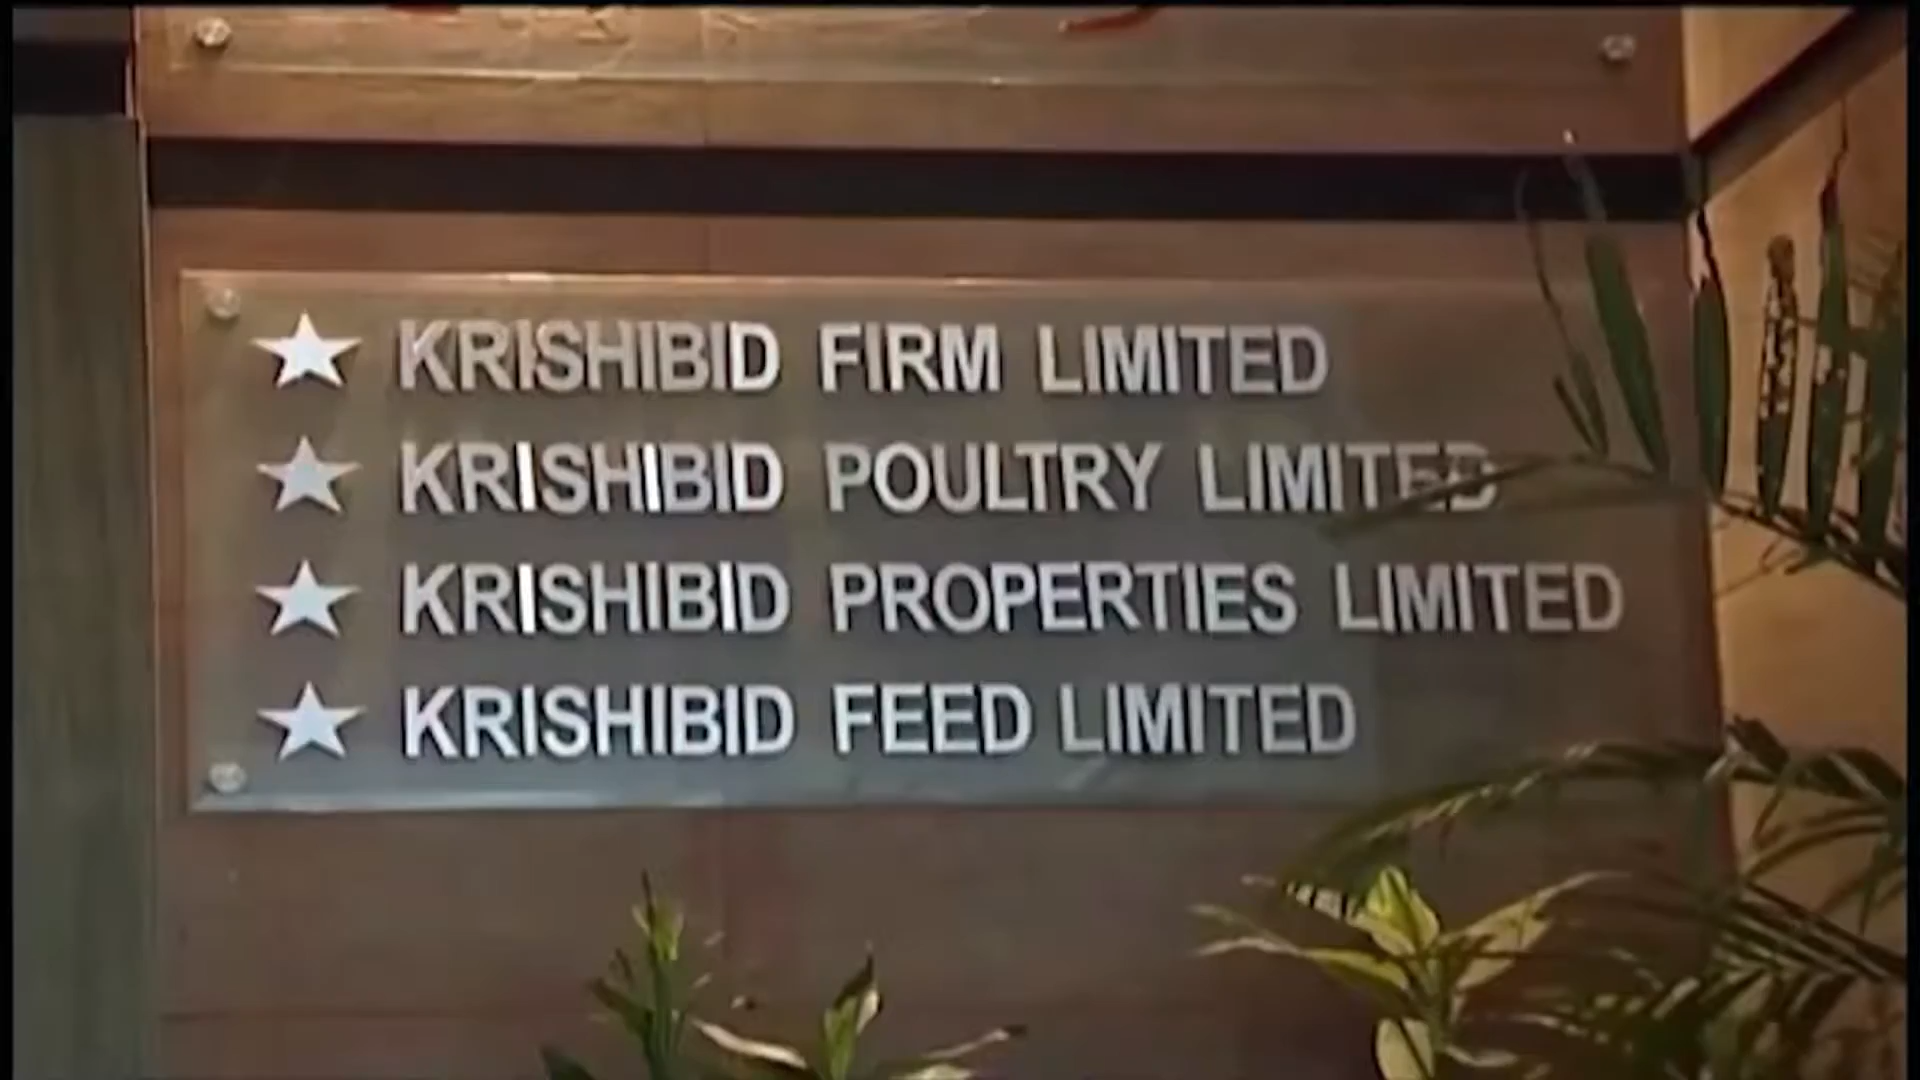 ★ KRISHIBID FIRM LIMITED
★ KRISHIBID POULTRY LIMITED
★ KRISHIBID PROPERTIES LIMITED
★ KRISHIBID FEED LIMITED